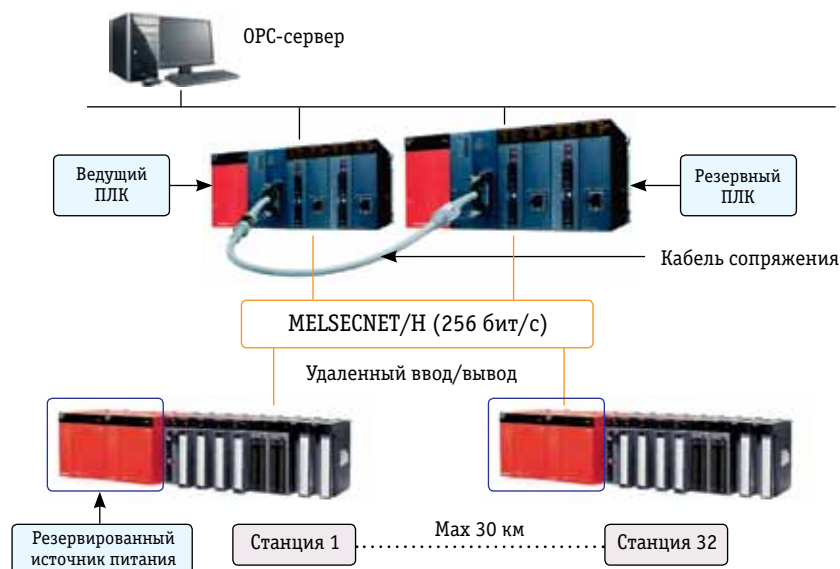 OPC-сервер
Ведущий
ПЛК
Резервный
ПЛК
Кабель сопряжения
MELSECNET/H (256 бит/с)
Удаленный ввод/вывод
Резервированный
источник питания
Станция 1
Max 30 км
Станция 32